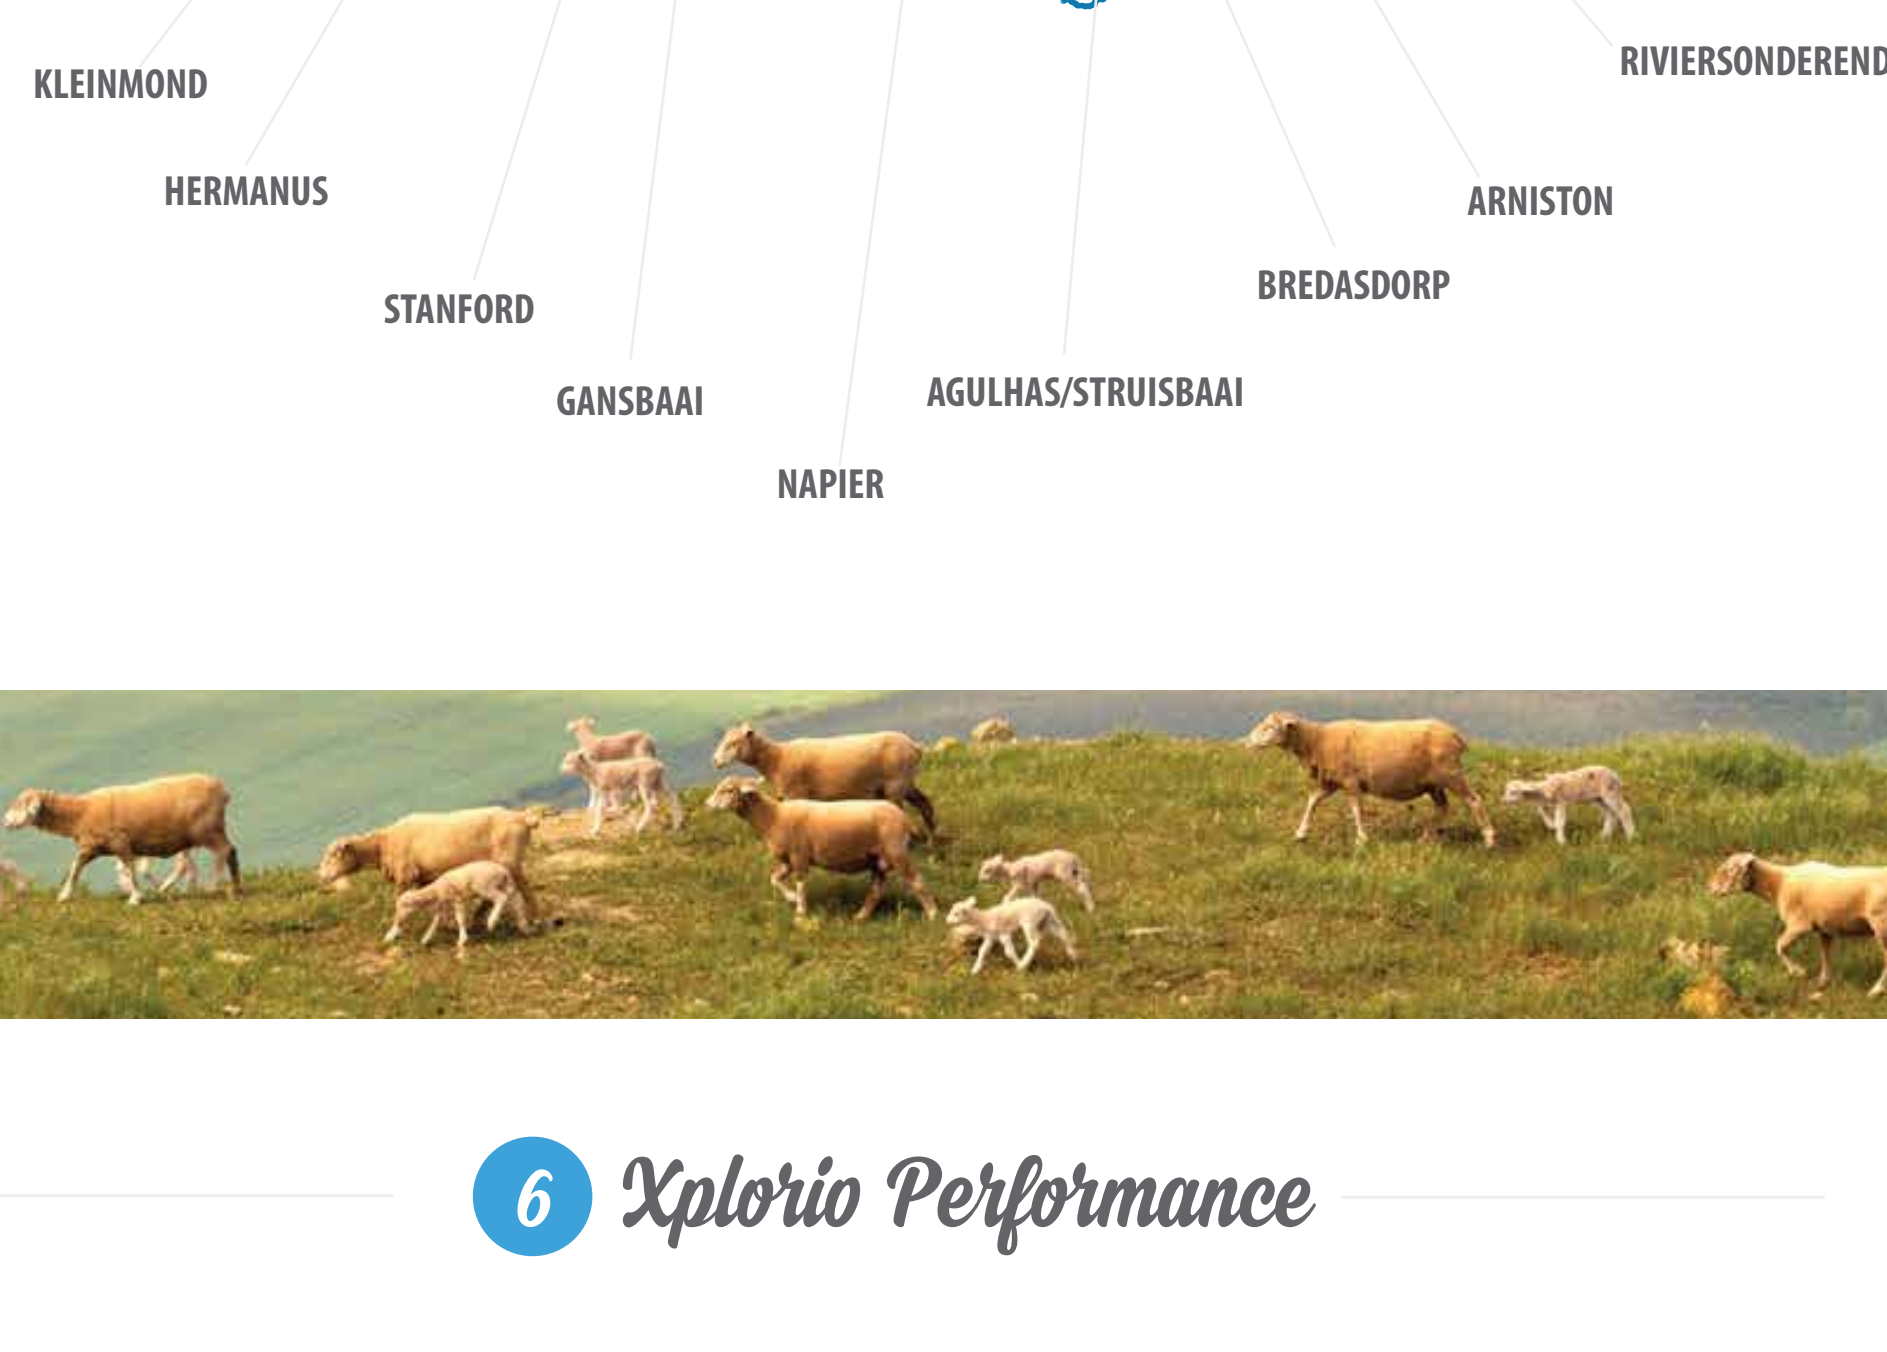 KLEINMOND
RIVIERSONDEREND
HERMANUS
ARNISTON
STANFORD
BREDASDORP
GANSBAAI
AGULHAS/STRUISBAAI
NAPIER
6 Xplorio Performance